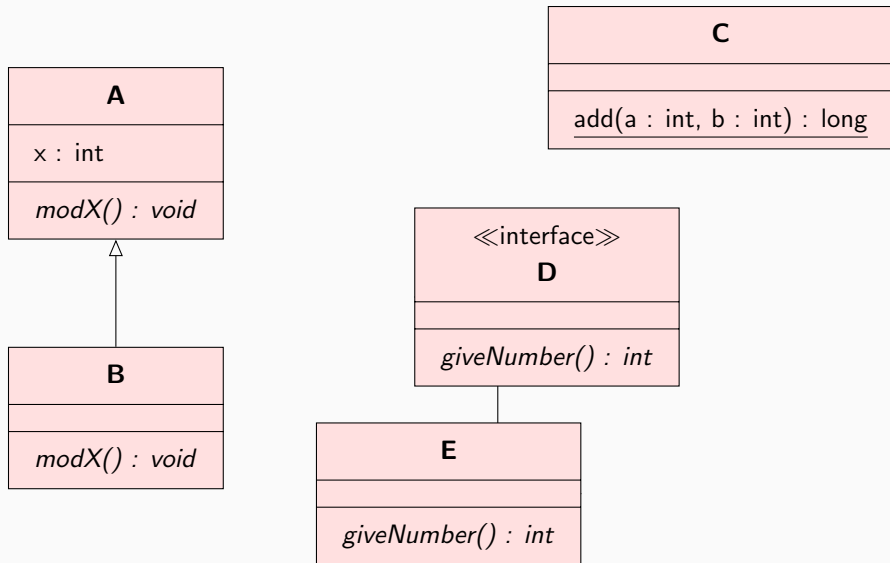 A
x : int
modX() : void
B
modX() : void
C
add(a : int, b : int) : long
≪interface≫
D
giveNumber() : int
E
giveNumber() : int